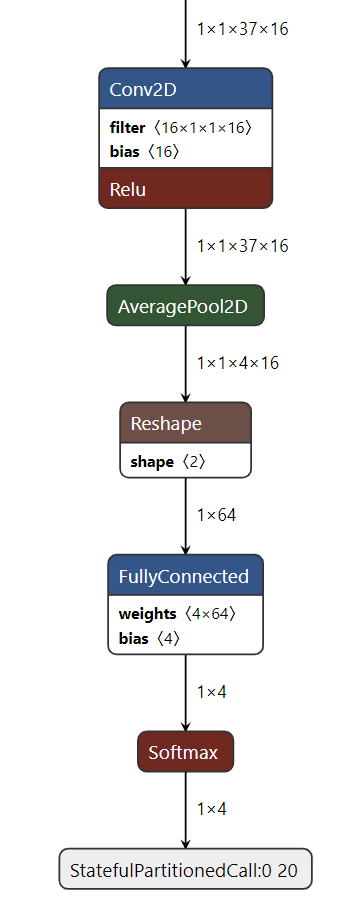 1×1×37×16
Conv2D
filter 〈16×1×1×16〉
bias 〈16〉
Relu
1×1×37×16
AveragePool2D
1×1×4×16
Reshape
shape 〈2〉
1×64
FullyConnected
weights 〈4×64〉
bias 〈4〉
1×4
Softmax
1×4
StatefulPartitionedCall:0 20